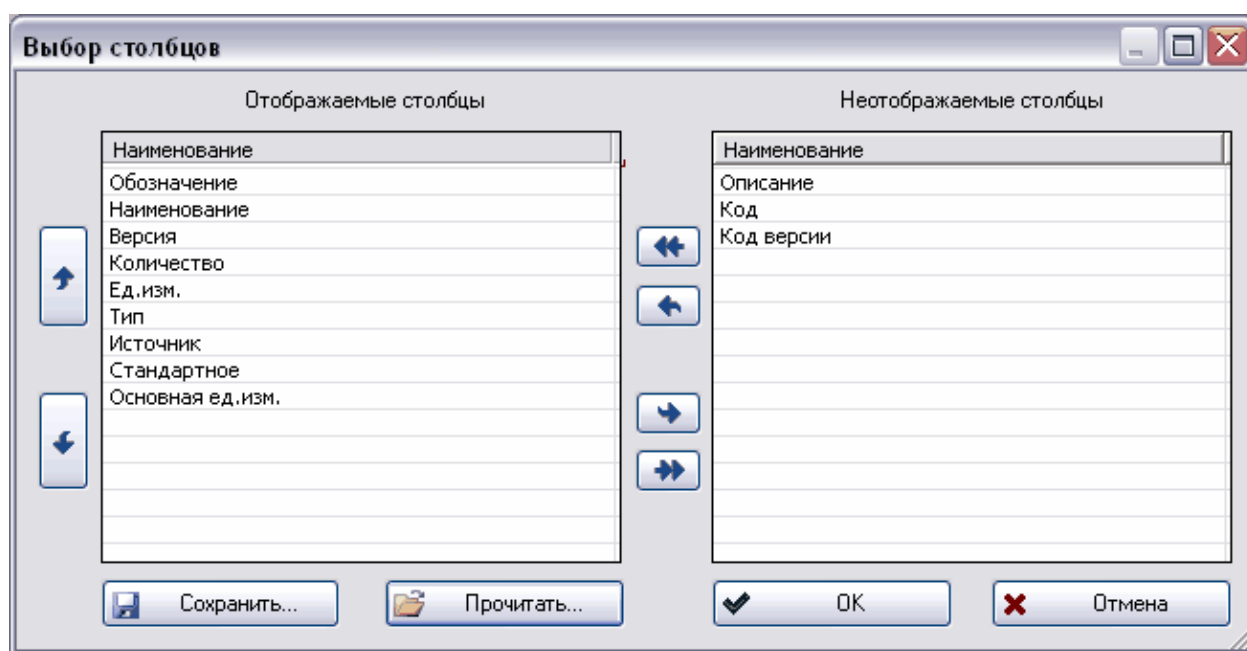 Выбор столбцов
Отображаемые столбцы
Наименование
Обозначение
Наименование
Версия
Количество
Ед.изм.
Тип
Источник
Стандартное
Основная ед.изм.
Неотображаемые столбцы
Наименование
Описание
Код
Код версии
Сохранить...
Прочитать...
ОК
Отмена